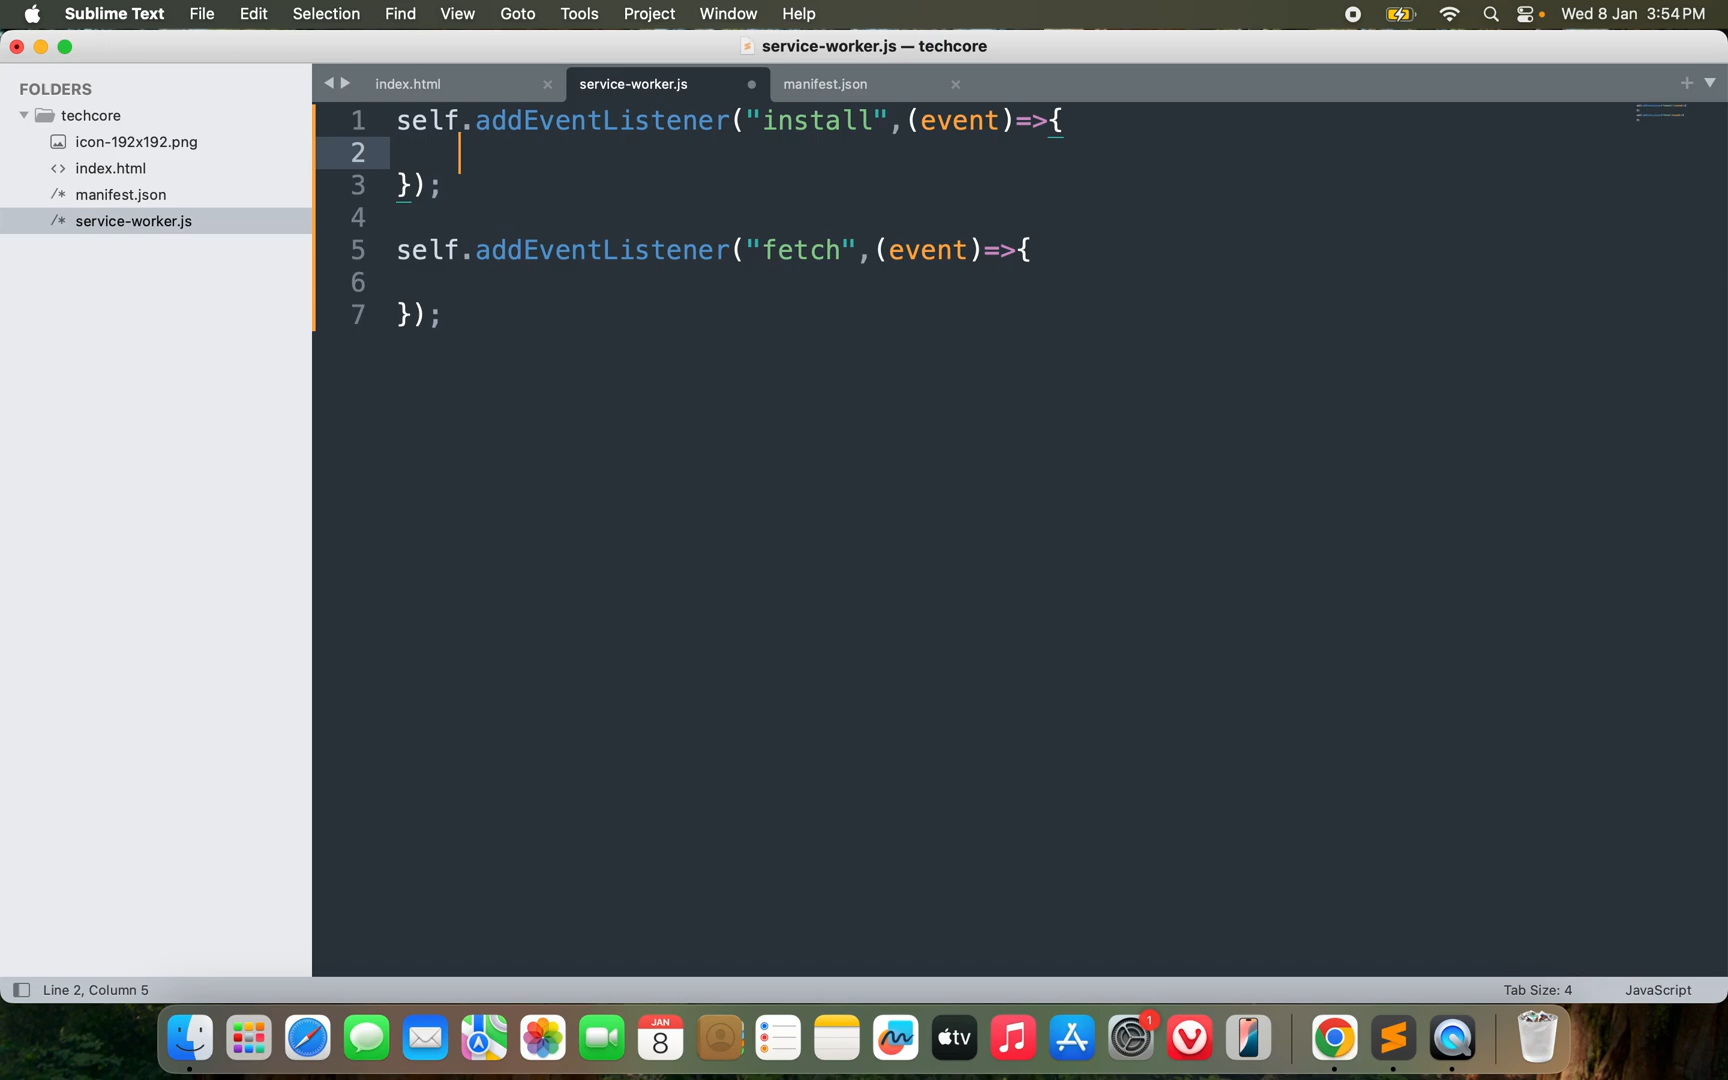 Sublime Text File Edit Selection Find View Goto Tools Project Window Help Wed 8 Jan 3:54 PM
service-worker.js — techcore
FOLDERS
techcore
icon-192x192.png
index.html
manifest.json
service-worker.js
index.html service-worker.js manifest.json
1 self.addEventListener("install",(event)=>{
2
3 });
4
5 self.addEventListener("fetch",(event)=>{
6
7 });
Line 2, Column 5 Tab Size: 4 JavaScript
JAN
8
tv
1